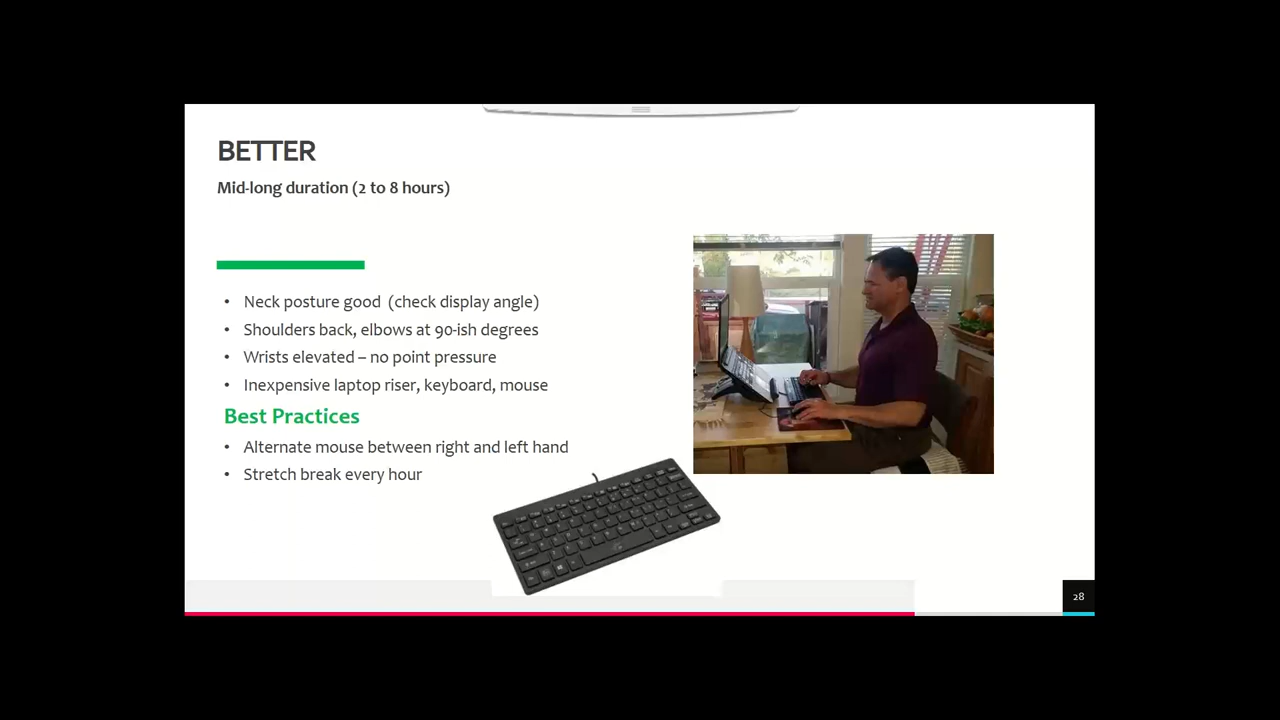 BETTER
Mid-long duration (2 to 8 hours)
• Neck posture good (check display angle)
• Shoulders back, elbows at 90-ish degrees
• Wrists elevated – no point pressure
• Inexpensive laptop riser, keyboard, mouse
Best Practices
• Alternate mouse between right and left hand
• Stretch break every hour
28